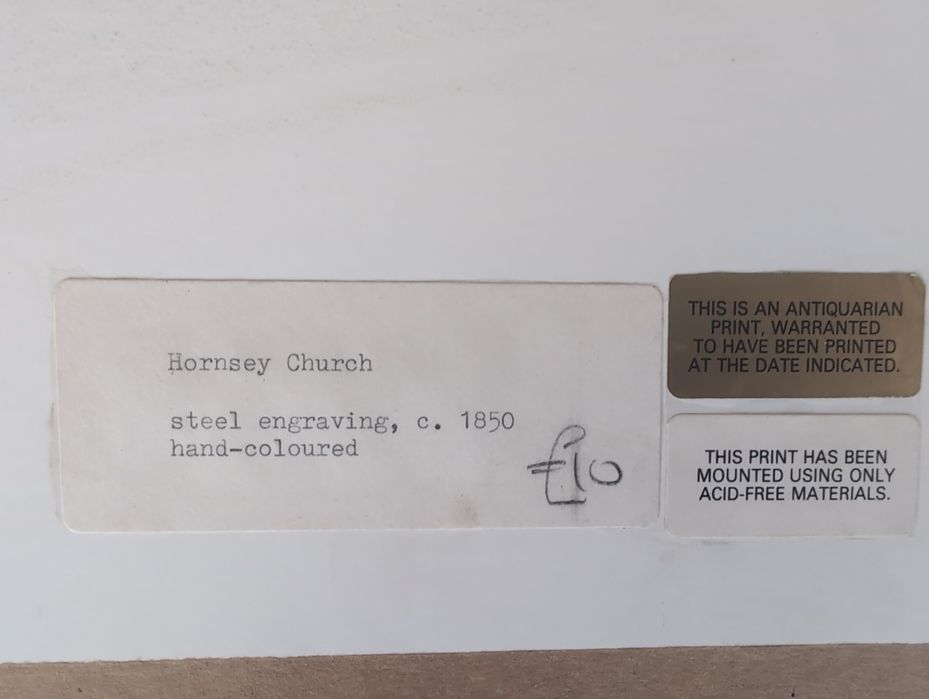 Hornsey Church
steel engraving, c. 1850
hand-coloured
£10
THIS IS AN ANTIQUARIAN
PRINT, WARRANTED
TO HAVE BEEN PRINTED
AT THE DATE INDICATED.
THIS PRINT HAS BEEN
MOUNTED USING ONLY
ACID-FREE MATERIALS.